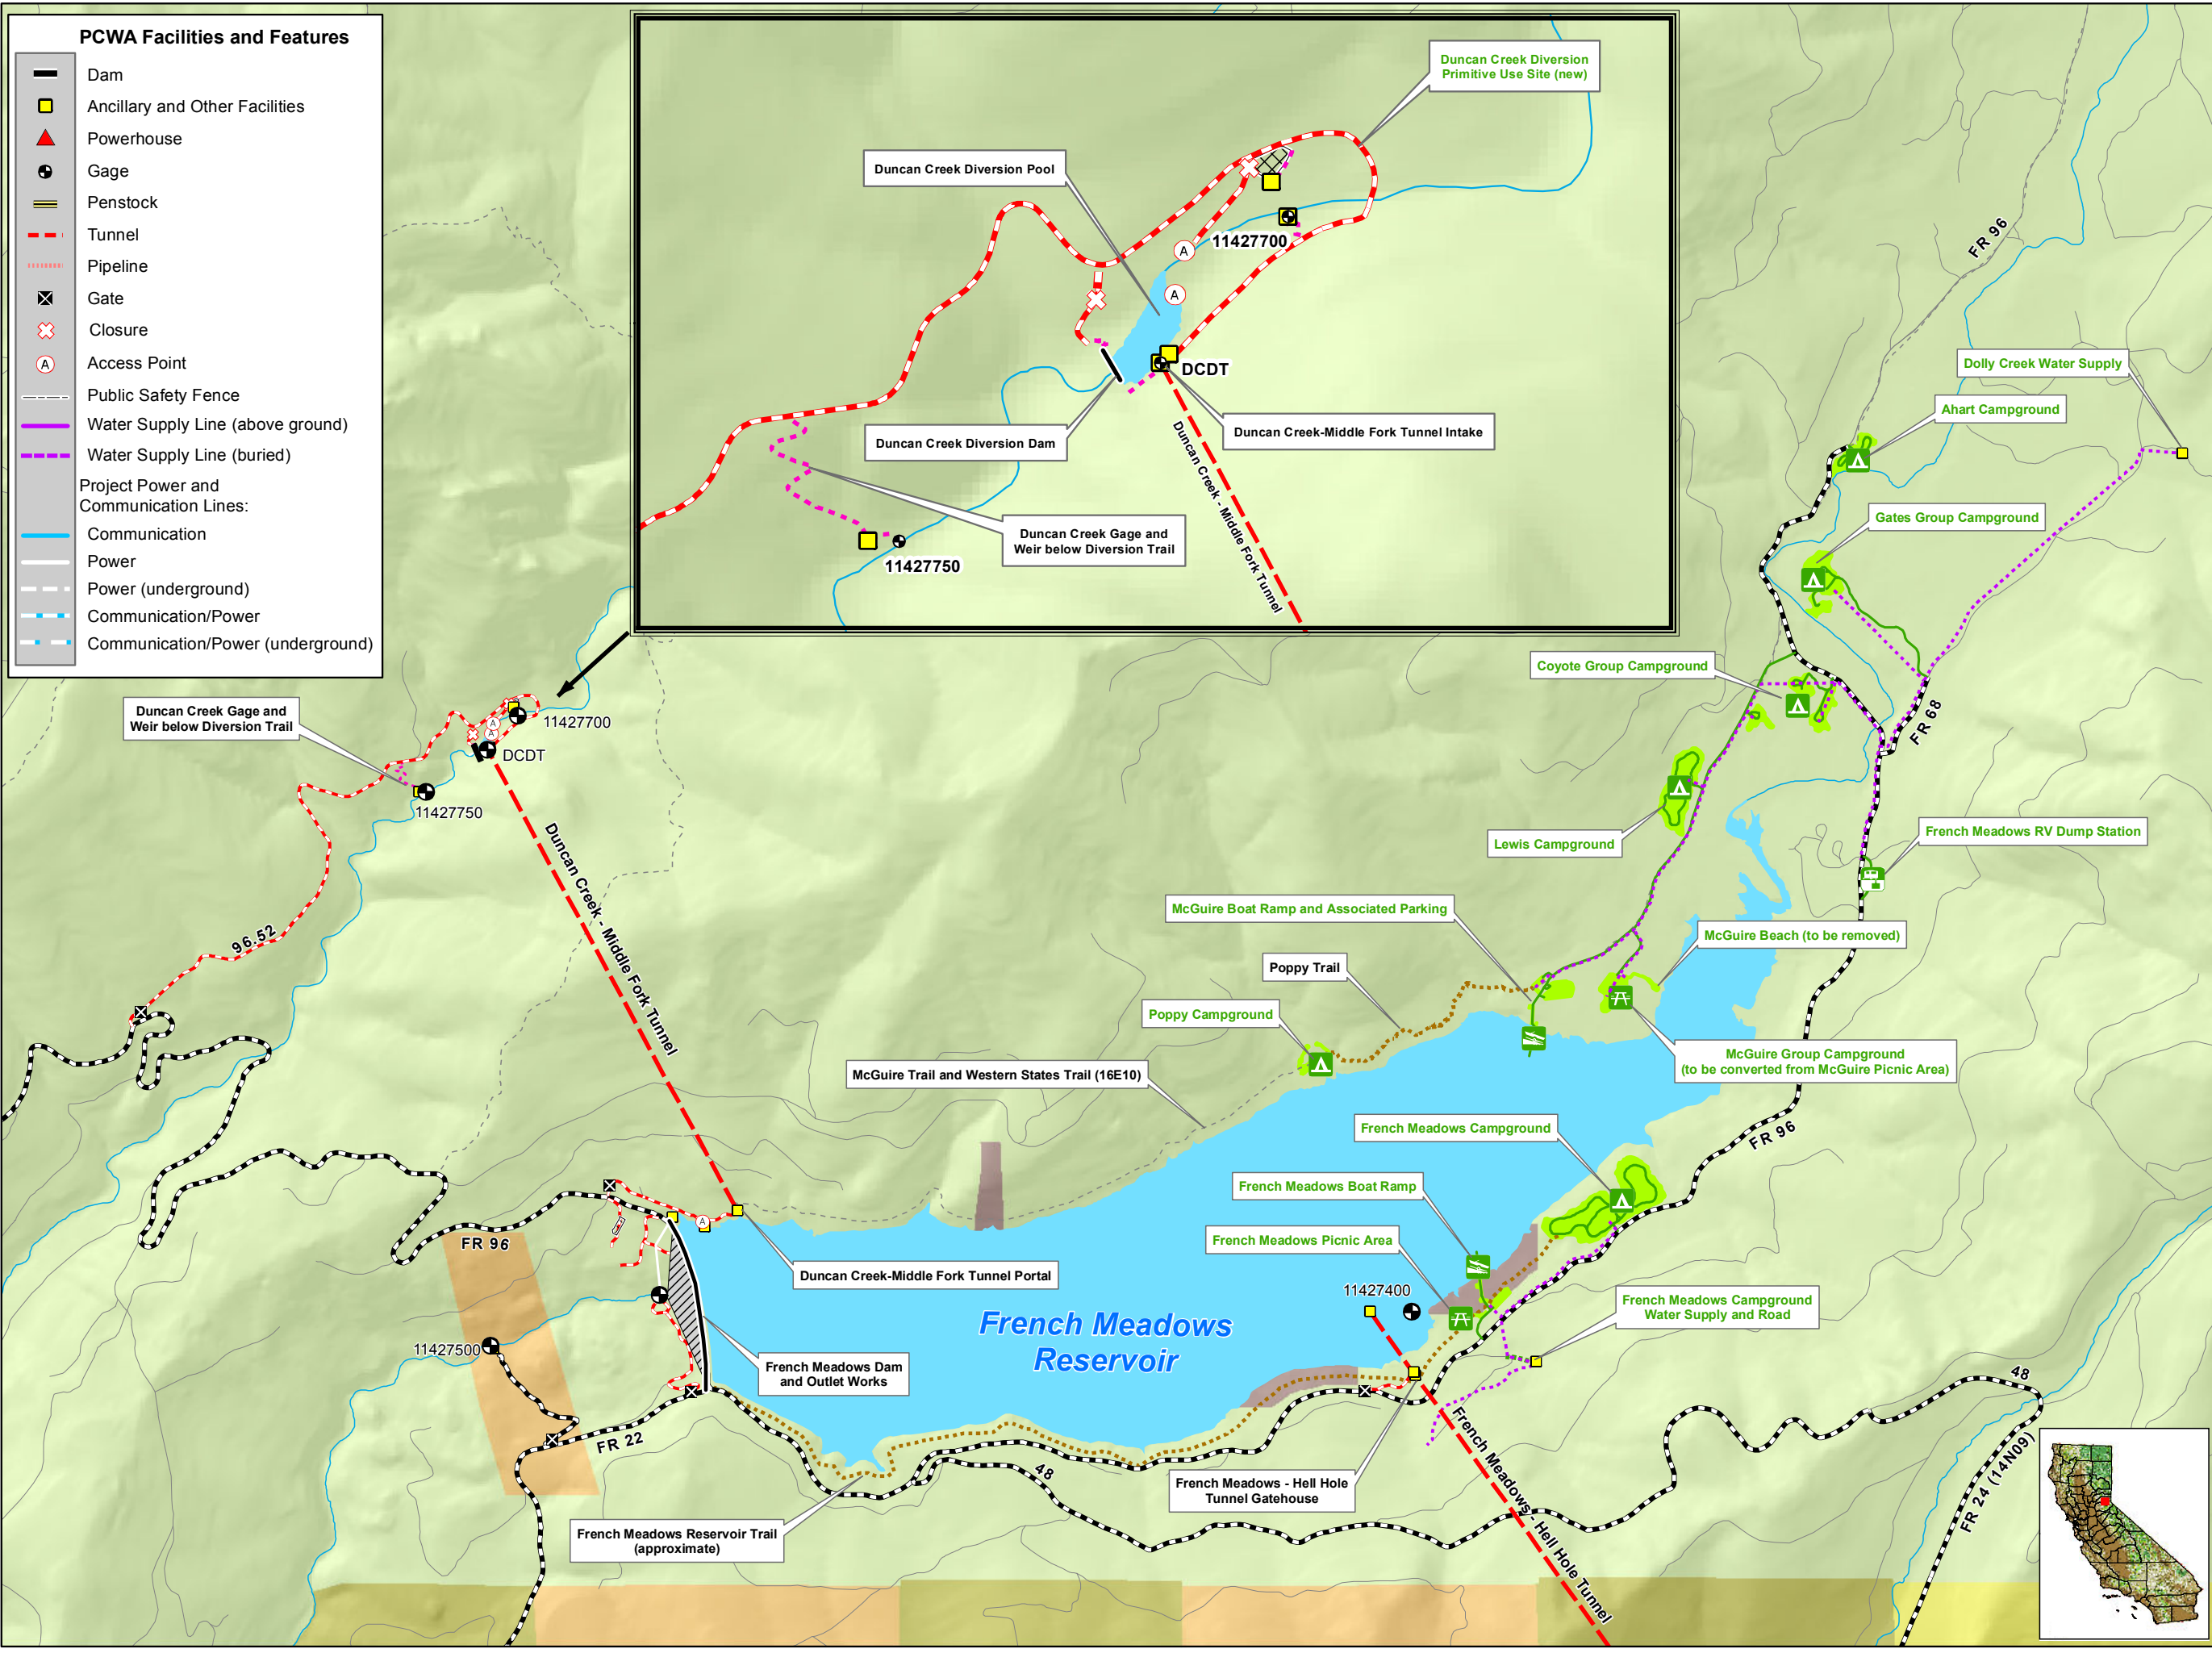 PCWA Facilities and Features
Dam
Ancillary and Other Facilities
Powerhouse
Gage
Penstock
Tunnel
Pipeline
Gate
Closure
A
Access Point
Public Safety Fence
Water Supply Line (above ground)
Water Supply Line (buried)
Project Power and
Communication Lines:
Communication
Power
Power (underground)
Communication/Power
Communication/Power (underground)
Duncan Creek Diversion
Primitive Use Site (new)
Duncan Creek Diversion Pool
11427700
A
A
DCDT
Duncan Creek Diversion Dam
Duncan Creek-Middle Fork Tunnel Intake
Duncan Creek - Middle Fork Tunnel
Duncan Creek Gage and
Weir below Diversion Trail
11427750
FR 96
Dolly Creek Water Supply
Ahart Campground
Gates Group Campground
Coyote Group Campground
FR 68
Duncan Creek Gage and
Weir below Diversion Trail
11427700
A
A
DCDT
11427750
Lewis Campground
French Meadows RV Dump Station
Duncan Creek - Middle Fork Tunnel
96.52
McGuire Boat Ramp and Associated Parking
McGuire Beach (to be removed)
Poppy Trail
Poppy Campground
McGuire Group Campground
(to be converted from McGuire Picnic Area)
McGuire Trail and Western States Trail (16E10)
French Meadows Campground
FR 96
French Meadows Boat Ramp
French Meadows Picnic Area
FR 96
A
Duncan Creek-Middle Fork Tunnel Portal
11427400
French Meadows Campground
Water Supply and Road
French Meadows
Reservoir
11427500
French Meadows Dam
and Outlet Works
FR 22
48
48
French Meadows - Hell Hole
Tunnel Gatehouse
French Meadows - Hell Hole Tunnel
FR 24 (14N09)
French Meadows Reservoir Trail
(approximate)